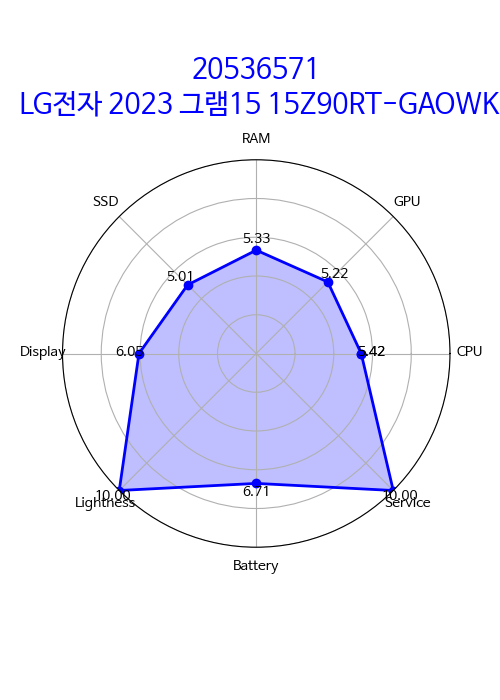 20536571
LG전자 2023 그램15 15Z90RT-GAOWK
RAM
SSD
GPU
5.33
5.01
5.22
Display
6.05
5.42
CPU
10.00
6.71
10.00
Lightness
Service
Battery